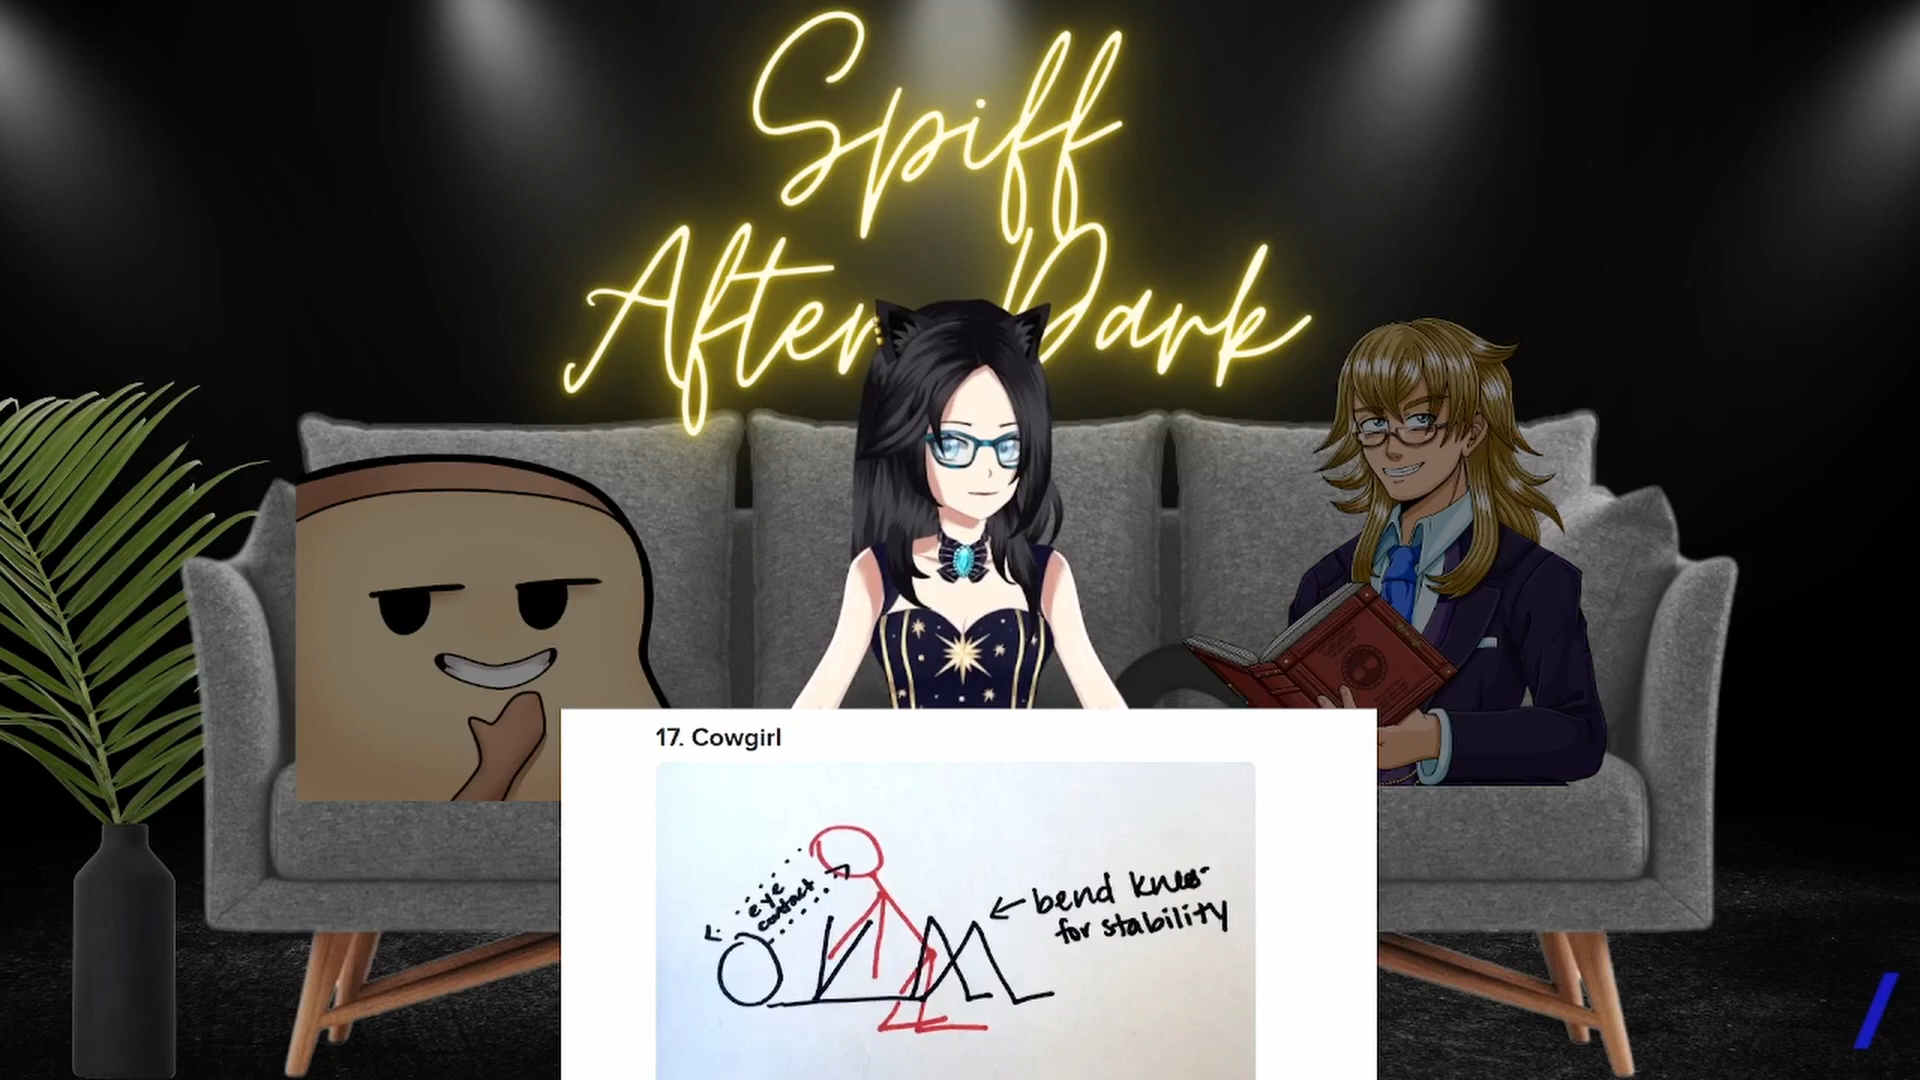 Spiff
After Dark
17. Cowgirl
eye
contact
bend knees
for stability